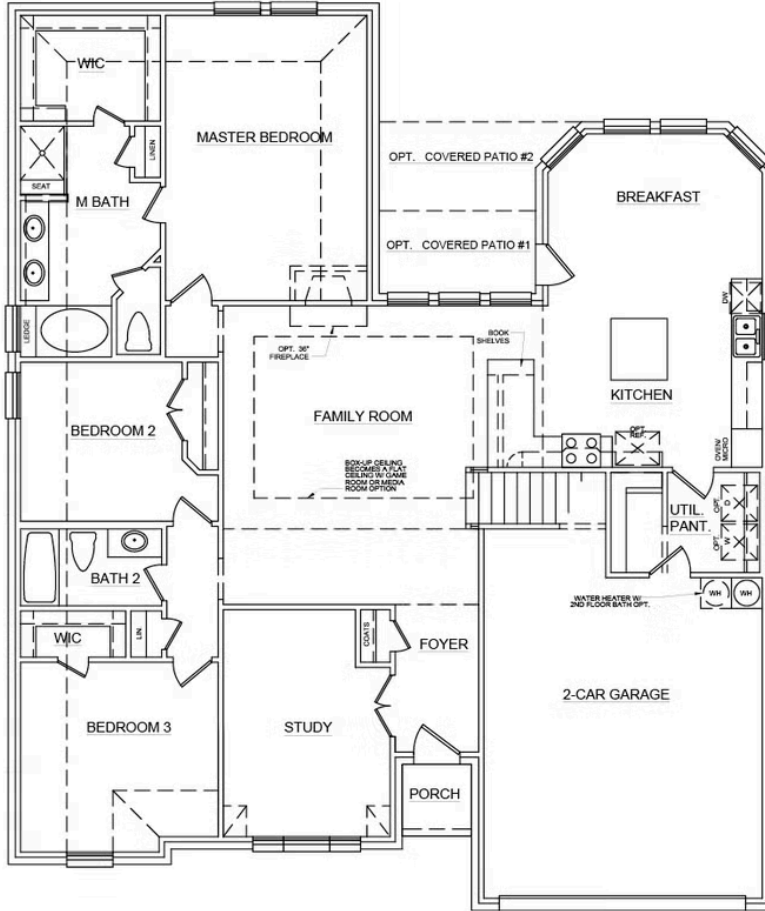 WIC
MASTER BEDROOM
LINEN
OPT. COVERED PATIO #2
SEAT
M BATH
BREAKFAST
OPT. COVERED PATIO #1
DW
LEDGE
OPT. 36"
FIREPLACE
BOOK
SHELVES
KITCHEN
FAMILY ROOM
BEDROOM 2
OPT.
REF.
OVEN/
MICRO
BOX-UP CEILING
BECOMES A FLAT
CEILING W/ GAME
ROOM OR MEDIA
ROOM OPTION
UTIL.
PANT.
OPT.
D
OPT.
W
BATH 2
WATER HEATER W/
2ND FLOOR BATH OPT.
WH
WH
WIC
LIN.
COATS
FOYER
2-CAR GARAGE
BEDROOM 3
STUDY
PORCH